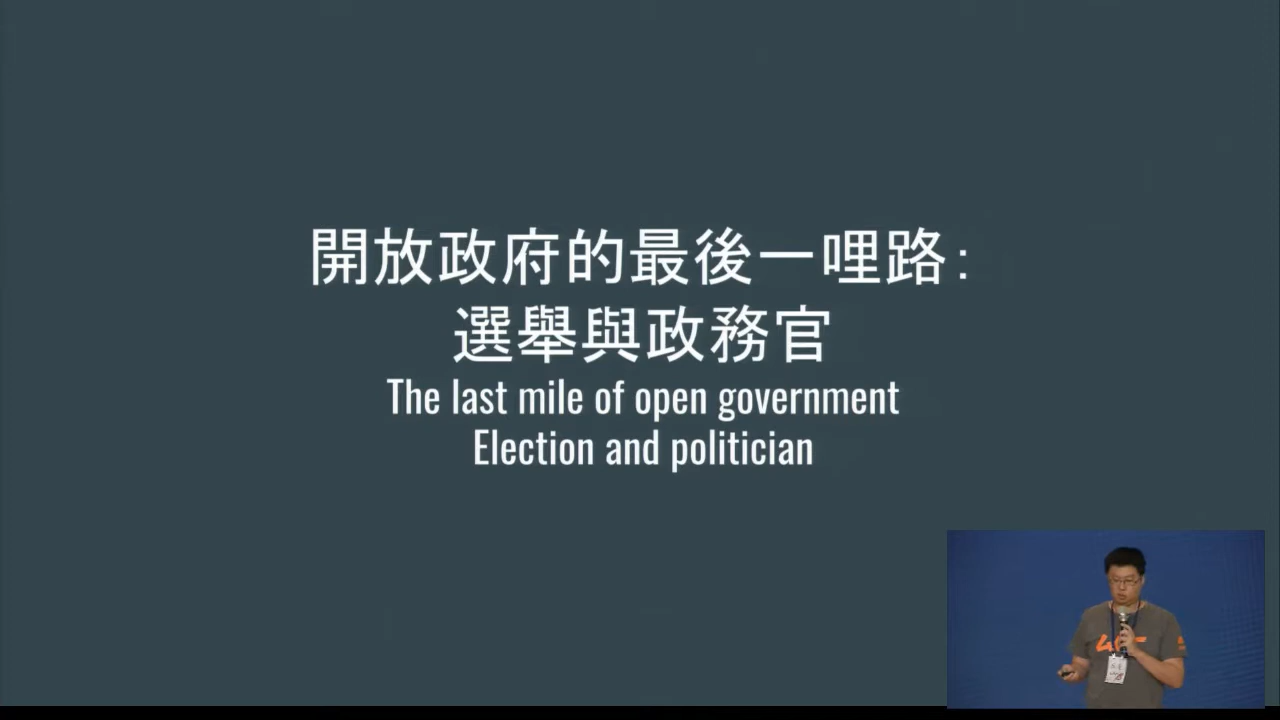 開放政府的最後一哩路：
選舉與政務官
The last mile of open government
Election and politician